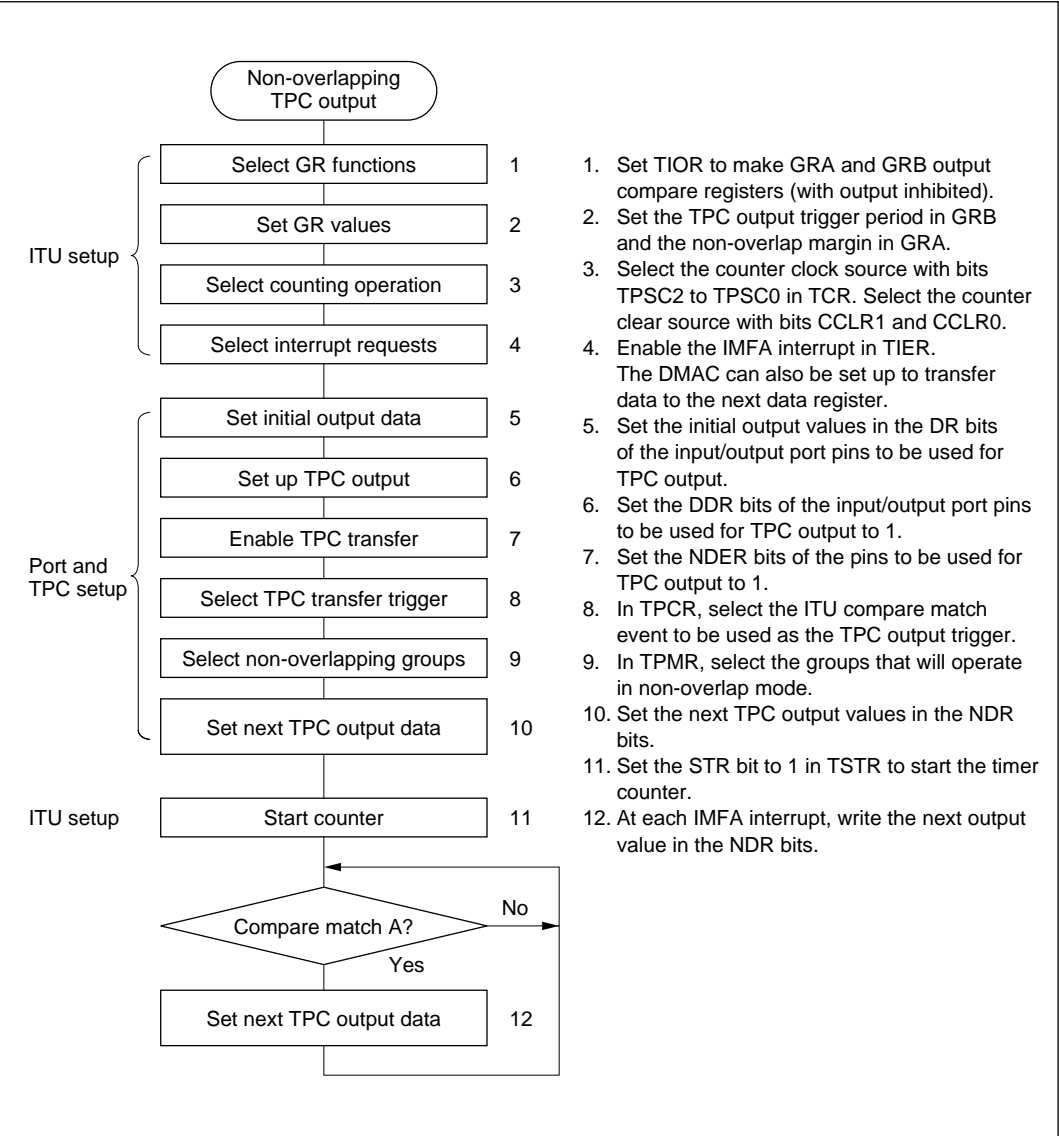 Non-overlapping
TPC output
ITU setup
Select GR functions 1
Set GR values 2
Select counting operation 3
Select interrupt requests 4
Port and
TPC setup
Set initial output data 5
Set up TPC output 6
Enable TPC transfer 7
Select TPC transfer trigger 8
Select non-overlapping groups 9
Set next TPC output data 10
ITU setup
Start counter 11
Compare match A?
No
Yes
Set next TPC output data 12
1. Set TIOR to make GRA and GRB output
compare registers (with output inhibited).
2. Set the TPC output trigger period in GRB
and the non-overlap margin in GRA.
3. Select the counter clock source with bits
TPSC2 to TPSC0 in TCR. Select the counter
clear source with bits CCLR1 and CCLR0.
4. Enable the IMFA interrupt in TIER.
The DMAC can also be set up to transfer
data to the next data register.
5. Set the initial output values in the DR bits
of the input/output port pins to be used for
TPC output.
6. Set the DDR bits of the input/output port pins
to be used for TPC output to 1.
7. Set the NDER bits of the pins to be used for
TPC output to 1.
8. In TPCR, select the ITU compare match
event to be used as the TPC output trigger.
9. In TPMR, select the groups that will operate
in non-overlap mode.
10. Set the next TPC output values in the NDR
bits.
11. Set the STR bit to 1 in TSTR to start the timer
counter.
12. At each IMFA interrupt, write the next output
value in the NDR bits.